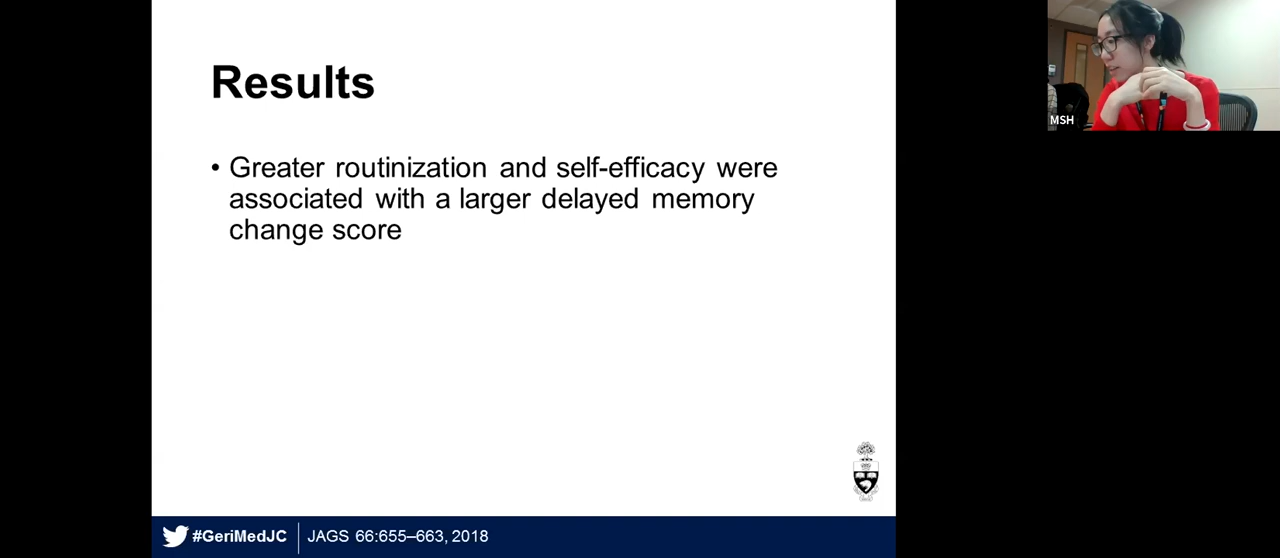 Results
• Greater routinization and self-efficacy were
associated with a larger delayed memory
change score
MSH
#GeriMedJC
JAGS 66:655–663, 2018